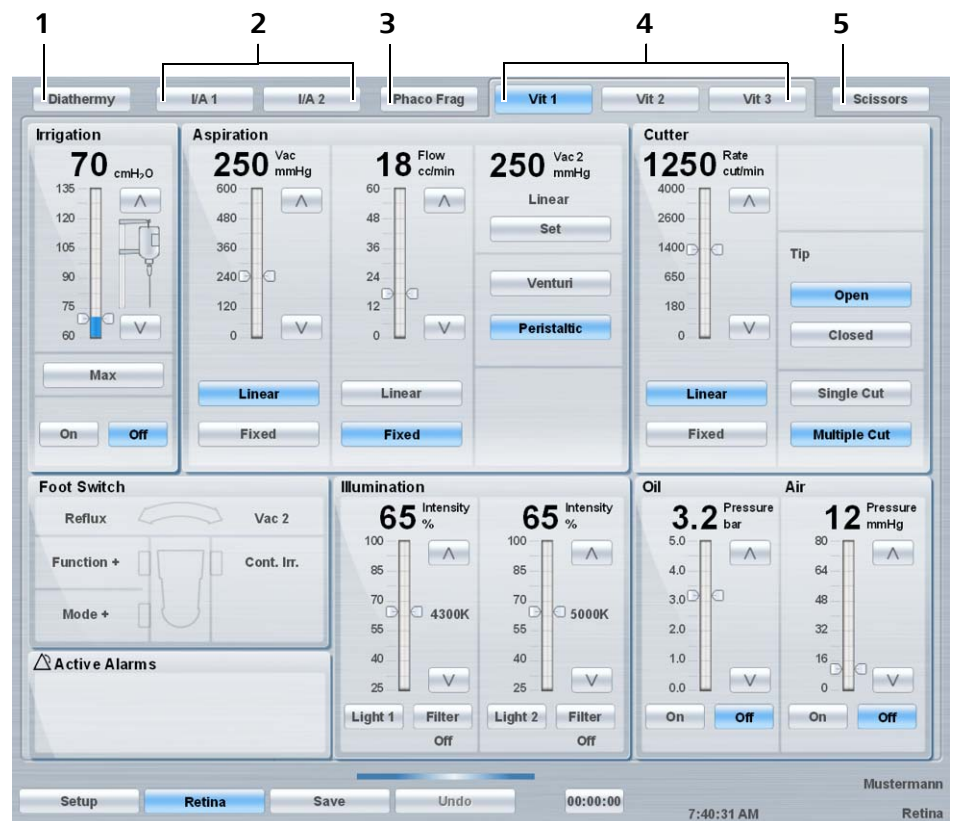 1 2 3 4 5
Diathermy I/A 1 I/A 2 Phaco Frag Vit 1 Vit 2 Vit 3 Scissors
Irrigation
70 cmH₂O
135
120
105
90
75
60
Max
On Off
Aspiration
250 Vac mmHg
600
480
360
240
120
0
Linear
Fixed
18 Flow cc/min
60
48
36
24
12
0
Linear
Fixed
250 Vac 2 mmHg
Linear
Set
Venturi
Peristaltic
Cutter
1250 Rate cut/min
4000
2600
1400
650
180
0
Linear
Fixed
Tip
Open
Closed
Single Cut
Multiple Cut
Foot Switch
Reflux Vac 2
Function + Cont. Irr.
Mode +
Active Alarms
Illumination
65 Intensity %
100
85
70
4300K
55
40
25
Light 1 Filter
Off
65 Intensity %
100
85
70
5000K
55
40
25
Light 2 Filter
Off
Oil
3.2 Pressure bar
5.0
4.0
3.0
2.0
1.0
0.0
On Off
Air
12 Pressure mmHg
80
64
48
32
16
0
On Off
Setup Retina Save Undo 00:00:00
Mustermann
7:40:31 AM Retina